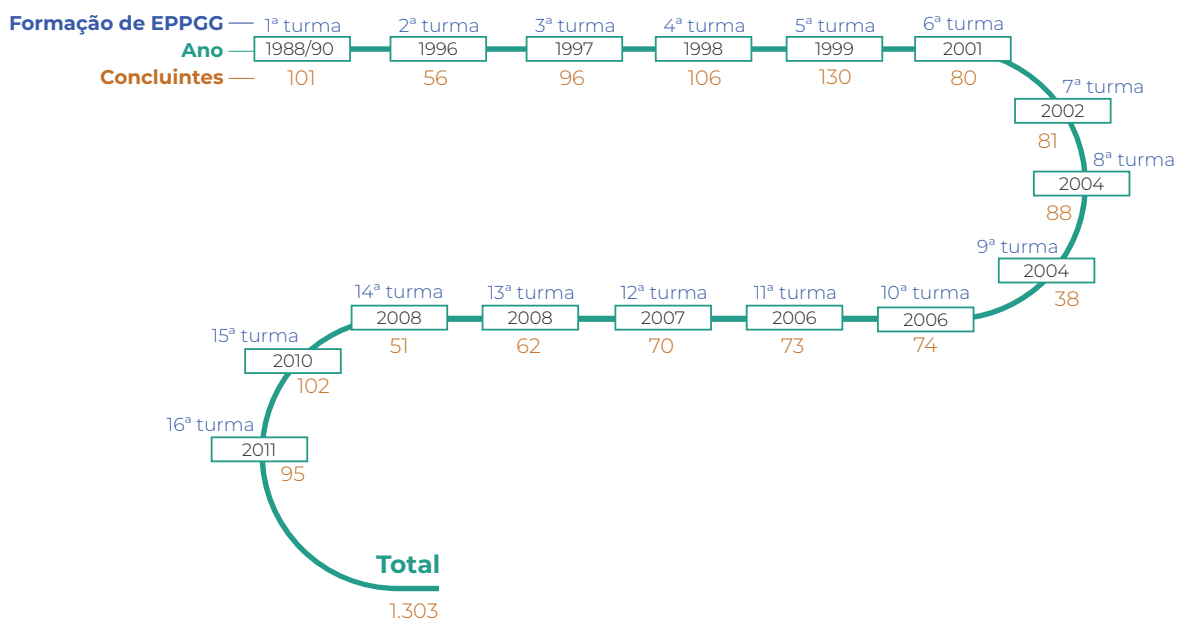 Formação de EPPGG
Ano
Concluintes
1ª turma
1988/90
101
2ª turma
1996
56
3ª turma
1997
96
4ª turma
1998
106
5ª turma
1999
130
6ª turma
2001
80
7ª turma
2002
81
8ª turma
2004
88
9ª turma
2004
38
10ª turma
2006
74
11ª turma
2006
73
12ª turma
2007
70
13ª turma
2008
62
14ª turma
2008
51
15ª turma
2010
102
16ª turma
2011
95
Total
1.303